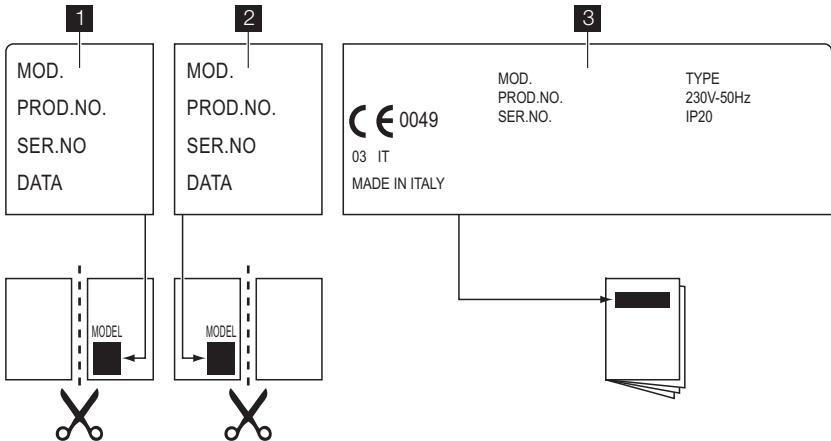 1
MOD.
PROD.NO.
SER.NO
DATA
2
MOD.
PROD.NO.
SER.NO
DATA
3
CE 0049
03 IT
MADE IN ITALY
MOD.
PROD.NO.
SER.NO.
TYPE
230V-50Hz
IP20
MODEL
MODEL